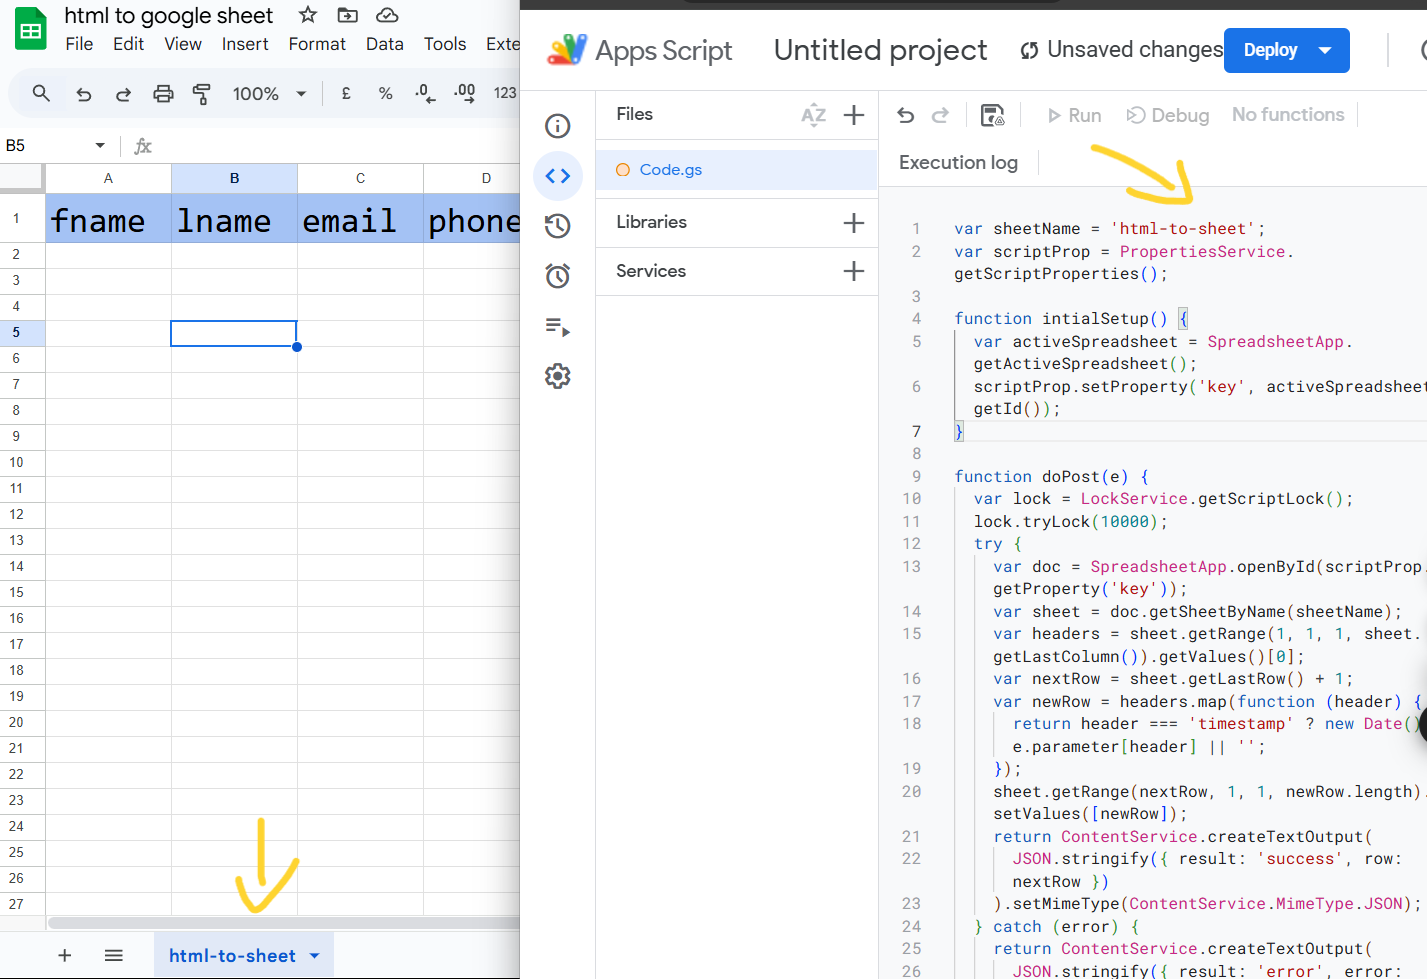 html to google sheet
File Edit View Insert Format Data Tools Exte
100% £ % .0 .00 123
B5 fx
A B C D
1 fname lname email phone
2
3
4
5
6
7
8
9
10
11
12
13
14
15
16
17
18
19
20
21
22
23
24
25
26
27
+ html-to-sheet
Apps Script Untitled project Unsaved changes Deploy
Files AZ +
Code.gs
Libraries +
Services +
Run Debug No functions
Execution log
1 var sheetName = 'html-to-sheet';
2 var scriptProp = PropertiesService.
getScriptProperties();
3
4 function intialSetup() {
5 var activeSpreadsheet = SpreadsheetApp.
getActiveSpreadsheet();
6 scriptProp.setProperty('key', activeSpreadsheet
getId());
7 }
8
9 function doPost(e) {
10 var lock = LockService.getScriptLock();
11 lock.tryLock(10000);
12 try {
13 var doc = SpreadsheetApp.openById(scriptProp.
getProperty('key'));
14 var sheet = doc.getSheetByName(sheetName);
15 var headers = sheet.getRange(1, 1, 1, sheet.
getLastColumn()).getValues()[0];
16 var nextRow = sheet.getLastRow() + 1;
17 var newRow = headers.map(function (header) {
18 return header === 'timestamp' ? new Date()
e.parameter[header] || '';
19 });
20 sheet.getRange(nextRow, 1, 1, newRow.length).
setValues([newRow]);
21 return ContentService.createTextOutput(
22 JSON.stringify({ result: 'success', row:
nextRow })
23 ).setMimeType(ContentService.MimeType.JSON);
24 } catch (error) {
25 return ContentService.createTextOutput(
26 JSON.stringify({ result: 'error', error: